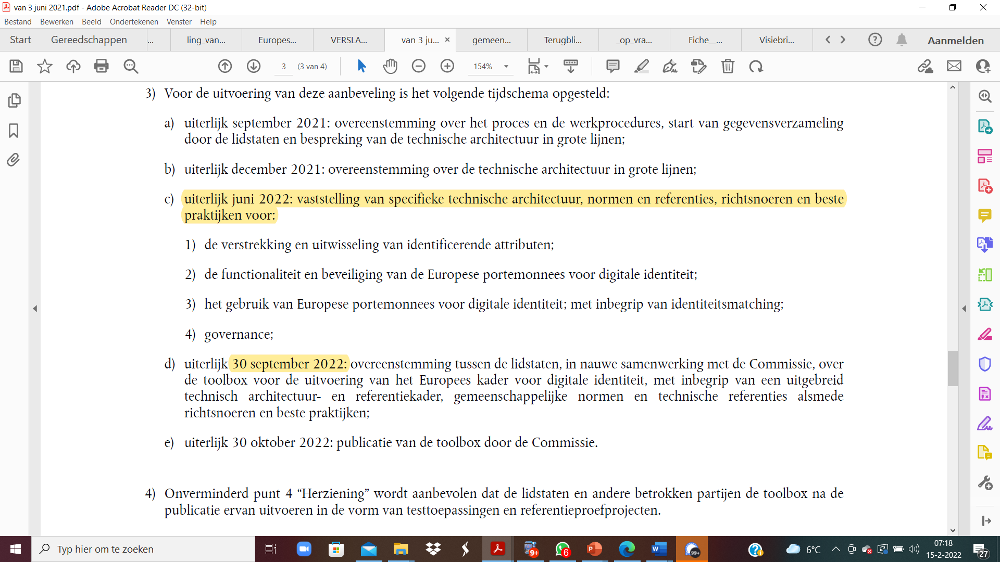 van 3 juni 2021.pdf - Adobe Acrobat Reader DC (32-bit)
Bestand Bewerken Beeld Ondertekenen Venster Help
Start Gereedschappen ... ling_van... Europes... VERSLA... van 3 ju... × gemeen... Terugbli... _op_vra... Fiche__... Visiebri... Aanmelden
3 (3 van 4) 154%
3) Voor de uitvoering van deze aanbeveling is het volgende tijdschema opgesteld:
a) uiterlijk september 2021: overeenstemming over het proces en de werkprocedures, start van gegevensverzameling
door de lidstaten en bespreking van de technische architectuur in grote lijnen;
b) uiterlijk december 2021: overeenstemming over de technische architectuur in grote lijnen;
c) uiterlijk juni 2022: vaststelling van specifieke technische architectuur, normen en referenties, richtsnoeren en beste
praktijken voor:
1) de verstrekking en uitwisseling van identificerende attributen;
2) de functionaliteit en beveiliging van de Europese portemonnees voor digitale identiteit;
3) het gebruik van Europese portemonnees voor digitale identiteit; met inbegrip van identiteitsmatching;
4) governance;
d) uiterlijk 30 september 2022: overeenstemming tussen de lidstaten, in nauwe samenwerking met de Commissie, over
de toolbox voor de uitvoering van het Europees kader voor digitale identiteit, met inbegrip van een uitgebreid
technisch architectuur- en referentiekader, gemeenschappelijke normen en technische referenties alsmede
richtsnoeren en beste praktijken;
e) uiterlijk 30 oktober 2022: publicatie van de toolbox door de Commissie.
4) Onverminderd punt 4 “Herziening” wordt aanbevolen dat de lidstaten en andere betrokken partijen de toolbox na de
publicatie ervan uitvoeren in de vorm van testtoepassingen en referentieproefprojecten.
Typ hier om te zoeken 9+ 6 99+ 6°C 07:18
15-2-2022 27